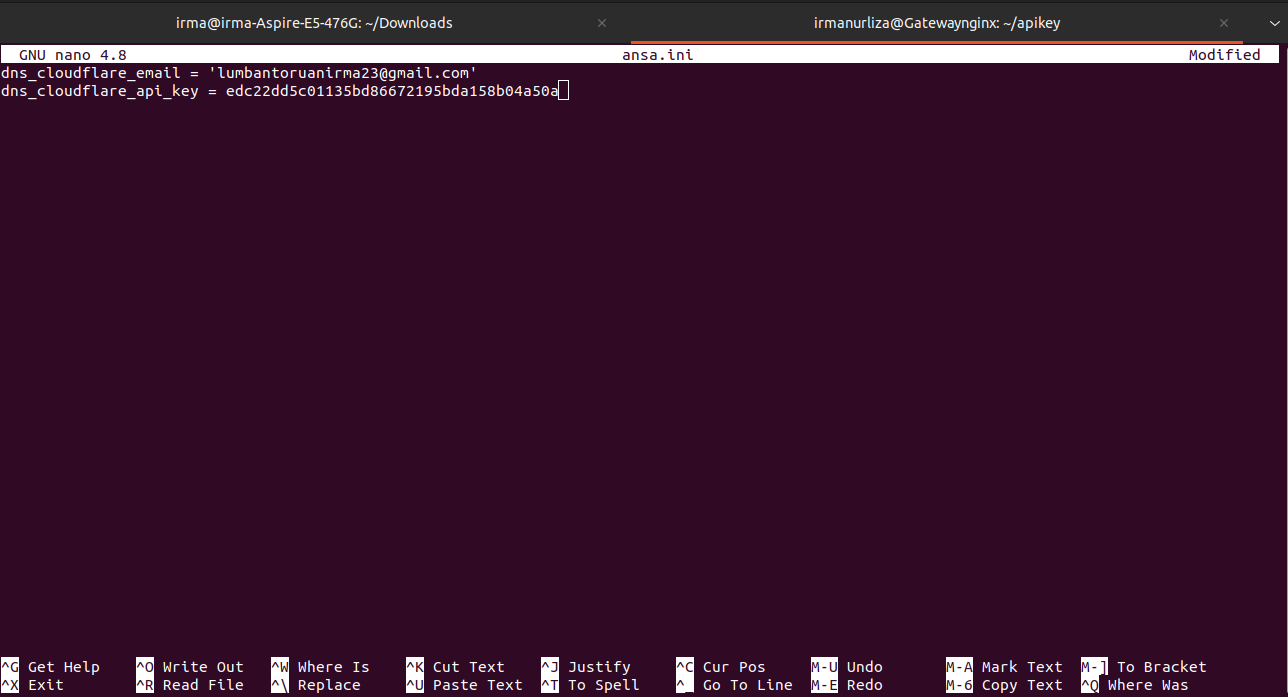 irma@irma-Aspire-E5-476G: ~/Downloads × irmanurliza@Gatewaynginx: ~/apikey ×
GNU nano 4.8 ansa.ini Modified
dns_cloudflare_email = 'lumbantoruanirma23@gmail.com'
dns_cloudflare_api_key = edc22dd5c01135bd86672195bda158b04a50a
^G Get Help ^O Write Out ^W Where Is ^K Cut Text ^J Justify ^C Cur Pos M-U Undo M-A Mark Text M-] To Bracket
^X Exit ^R Read File ^\ Replace ^U Paste Text ^T To Spell ^_ Go To Line M-E Redo M-6 Copy Text ^Q Where Was